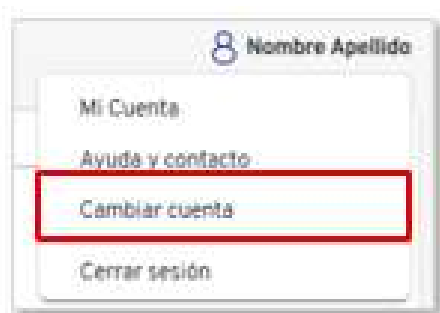 Nombre Apellido
Mi Cuenta
Ayuda y contacto
Cambiar cuenta
Cerrar sesión